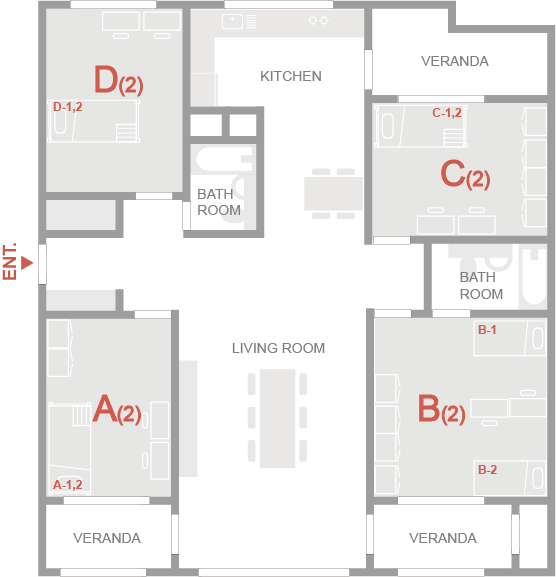 KITCHEN
VERANDA
D(2)
D-1,2
C-1,2
C(2)
BATH
ROOM
ENT.
BATH
ROOM
LIVING ROOM
B-1
A(2)
B(2)
B-2
A-1,2
VERANDA
VERANDA